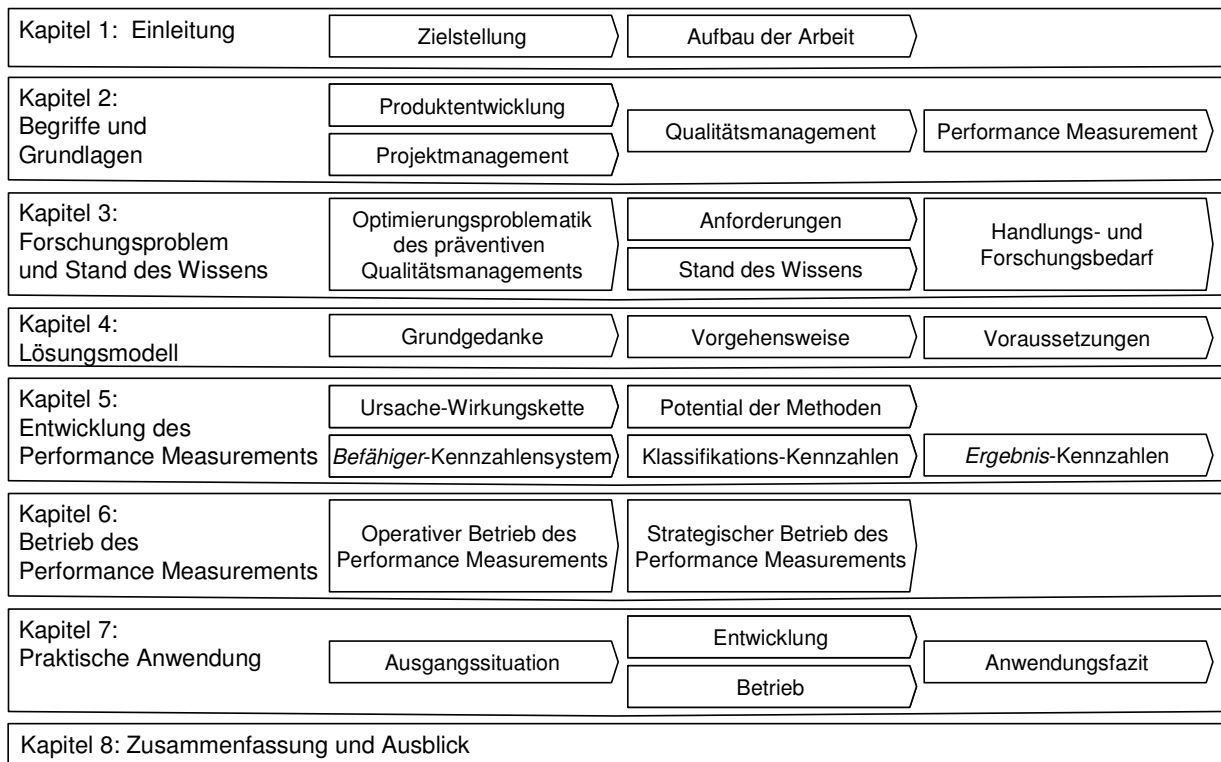 Kapitel 1: Einleitung
Zielstellung
Aufbau der Arbeit
Kapitel 2:
Begriffe und
Grundlagen
Produktentwicklung
Projektmanagement
Qualitätsmanagement
Performance Measurement
Kapitel 3:
Forschungsproblem
und Stand des Wissens
Optimierungsproblematik
des präventiven
Qualitätsmanagements
Anforderungen
Stand des Wissens
Handlungs- und
Forschungsbedarf
Kapitel 4:
Lösungsmodell
Grundgedanke
Vorgehensweise
Voraussetzungen
Kapitel 5:
Entwicklung des
Performance Measurements
Ursache-Wirkungskette
Potential der Methoden
Befähiger-Kennzahlensystem
Klassifikations-Kennzahlen
Ergebnis-Kennzahlen
Kapitel 6:
Betrieb des
Performance Measurements
Operativer Betrieb des
Performance Measurements
Strategischer Betrieb des
Performance Measurements
Kapitel 7:
Praktische Anwendung
Ausgangssituation
Entwicklung
Betrieb
Anwendungsfazit
Kapitel 8: Zusammenfassung und Ausblick